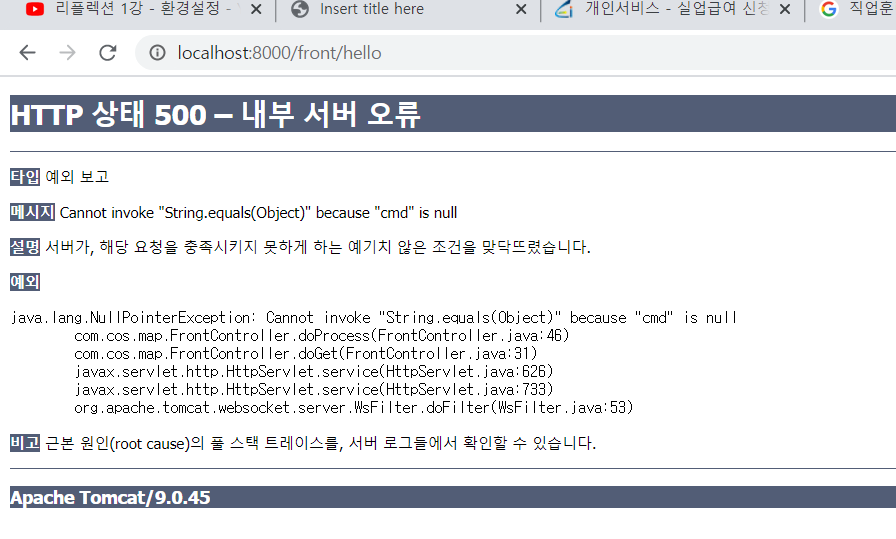 리플렉션 1강 - 환경설정 -
Insert title here
개인서비스 - 실업급여 신청
직업훈
localhost:8000/front/hello
HTTP 상태 500 – 내부 서버 오류
타입 예외 보고
메시지 Cannot invoke "String.equals(Object)" because "cmd" is null
설명 서버가, 해당 요청을 충족시키지 못하게 하는 예기치 않은 조건을 맞닥뜨렸습니다.
예외
java.lang.NullPointerException: Cannot invoke "String.equals(Object)" because "cmd" is null
com.cos.map.FrontController.doProcess(FrontController.java:46)
com.cos.map.FrontController.doGet(FrontController.java:31)
javax.servlet.http.HttpServlet.service(HttpServlet.java:626)
javax.servlet.http.HttpServlet.service(HttpServlet.java:733)
org.apache.tomcat.websocket.server.WsFilter.doFilter(WsFilter.java:53)
비고 근본 원인(root cause)의 풀 스택 트레이스를, 서버 로그들에서 확인할 수 있습니다.
Apache Tomcat/9.0.45